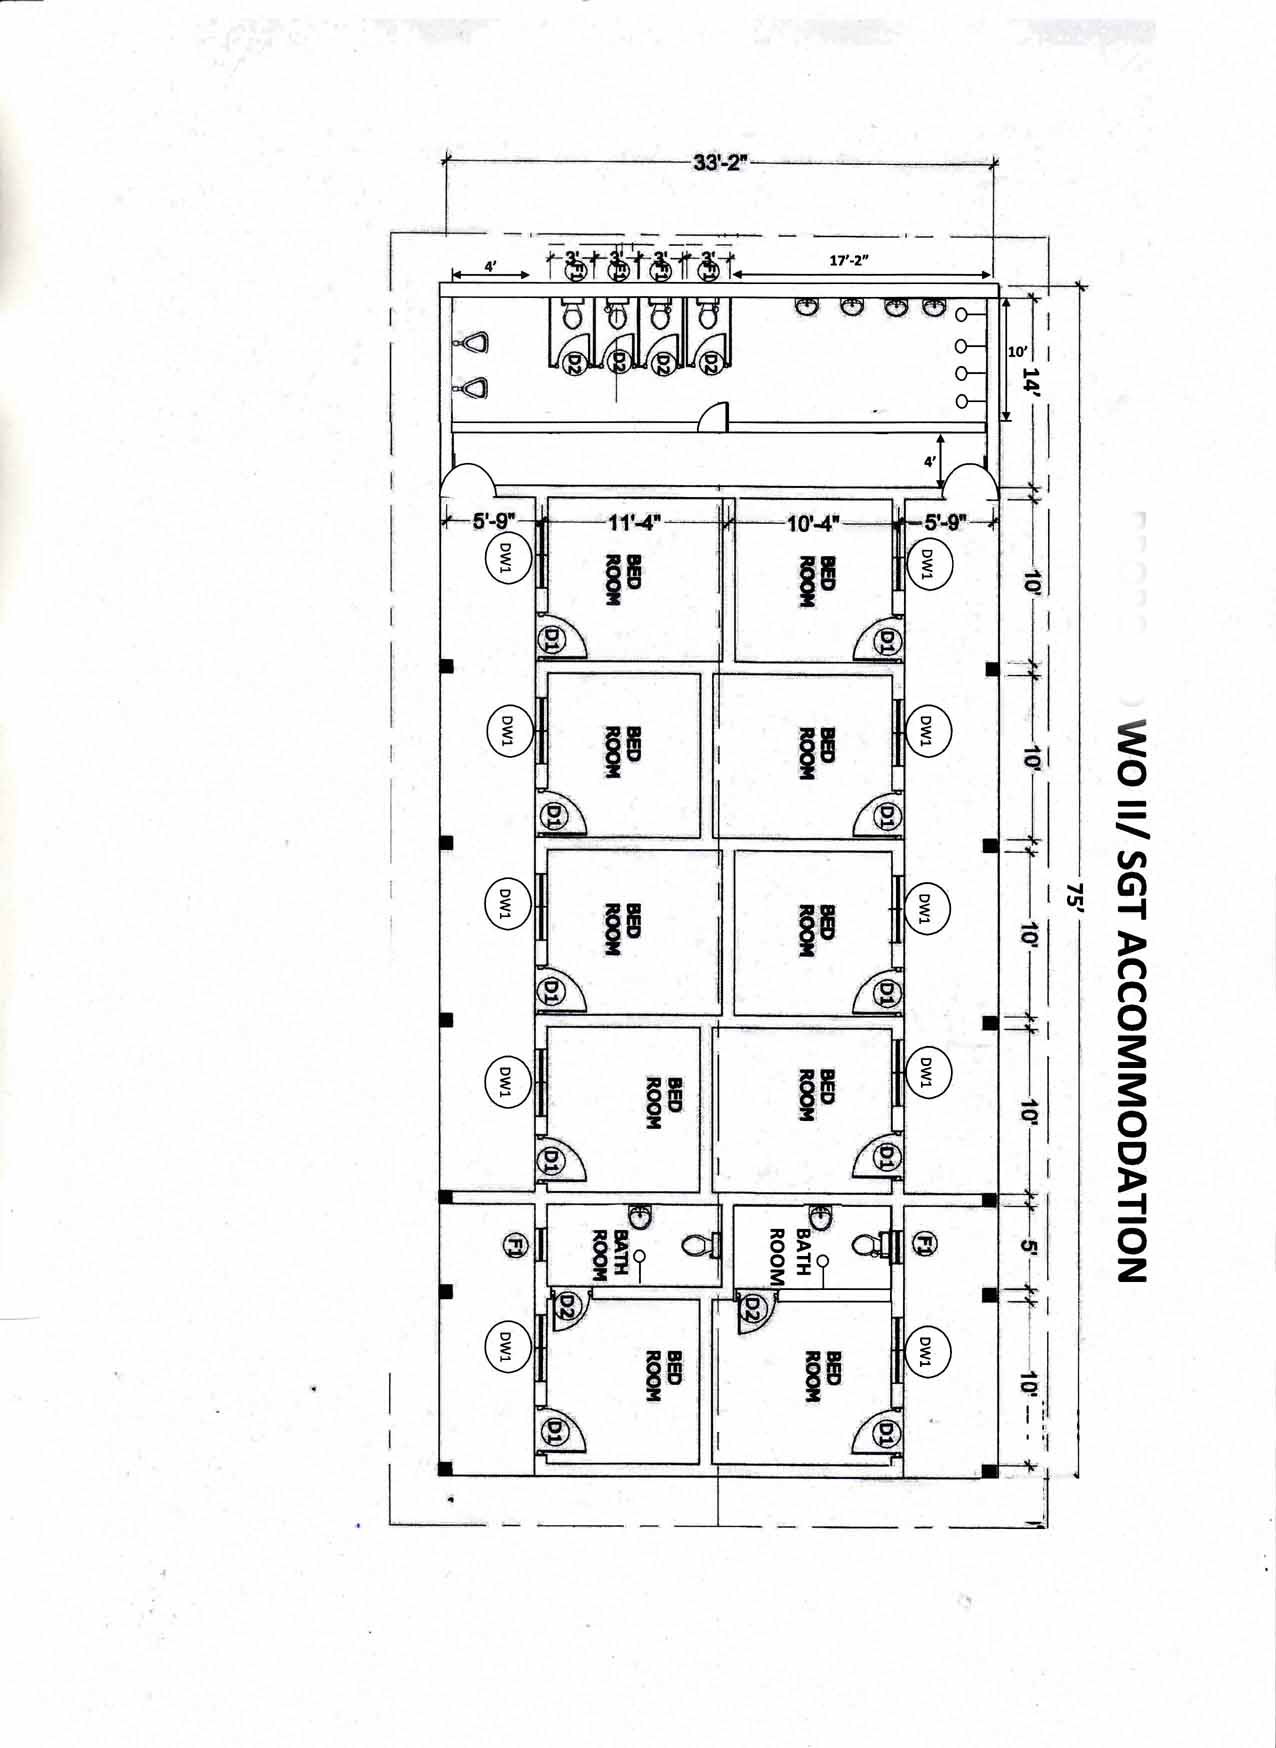 WO II/ SGT ACCOMMODATION
75'
14'
10'
10'
10'
10'
5'
10'
10'
4'
33'-2"
17'-2"
3'
3'
3'
3'
4'
F1
F1
F1
F1
D2
D2
D2
D2
5'-9"
10'-4"
11'-4"
5'-9"
DW1
DW1
DW1
DW1
F1
DW1
D1
D1
D1
D1
D1
BED
ROOM
BED
ROOM
BED
ROOM
BED
ROOM
BATH
ROOM
D2
BED
ROOM
BED
ROOM
BED
ROOM
BED
ROOM
BED
ROOM
BATH
ROOM
D2
BED
ROOM
D1
D1
D1
D1
D1
DW1
DW1
DW1
DW1
F1
DW1